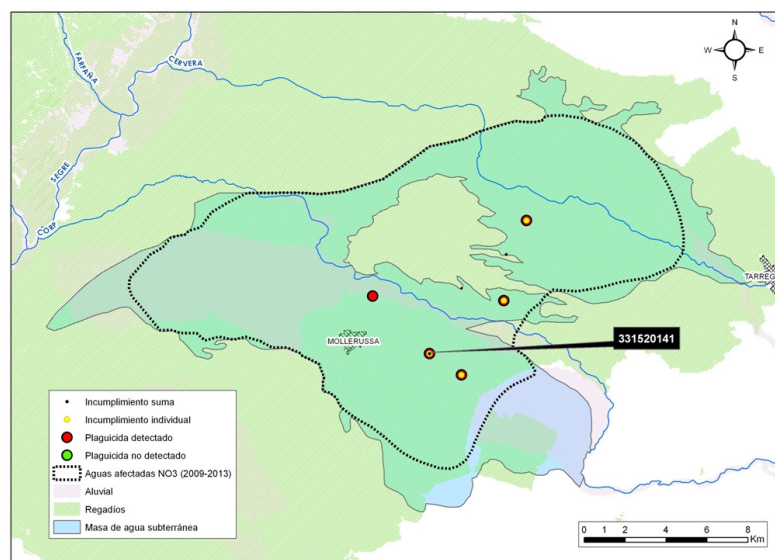 N
W
E
S
FARFAÑA
CERVERA
SEGRE
CORP
TARREG
MOLLERUSSA
331520141
Incumplimiento suma
Incumplimiento individual
Plaguicida detectado
Plaguicida no detectado
Aguas afectadas NO3 (2009-2013)
Aluvial
Regadíos
Masa de agua subterránea
0 1 2 4 6 8
Km